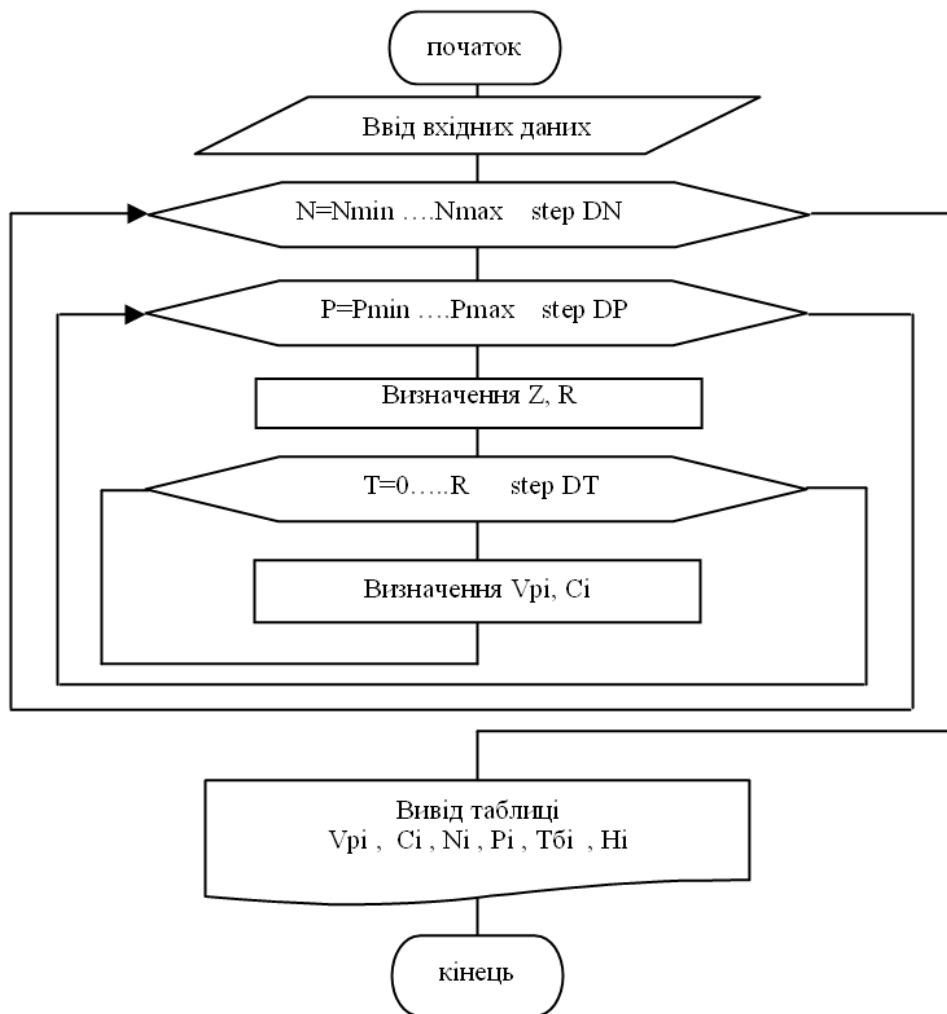 початок
Ввід вхідних даних
N=Nmin ….Nmax step DN
P=Pmin ….Pmax step DP
Визначення Z, R
T=0…..R step DT
Визначення Vpi, Ci
Вивід таблиці
Vpi , Ci , Ni , Pi , Tбi , Hi
кінець